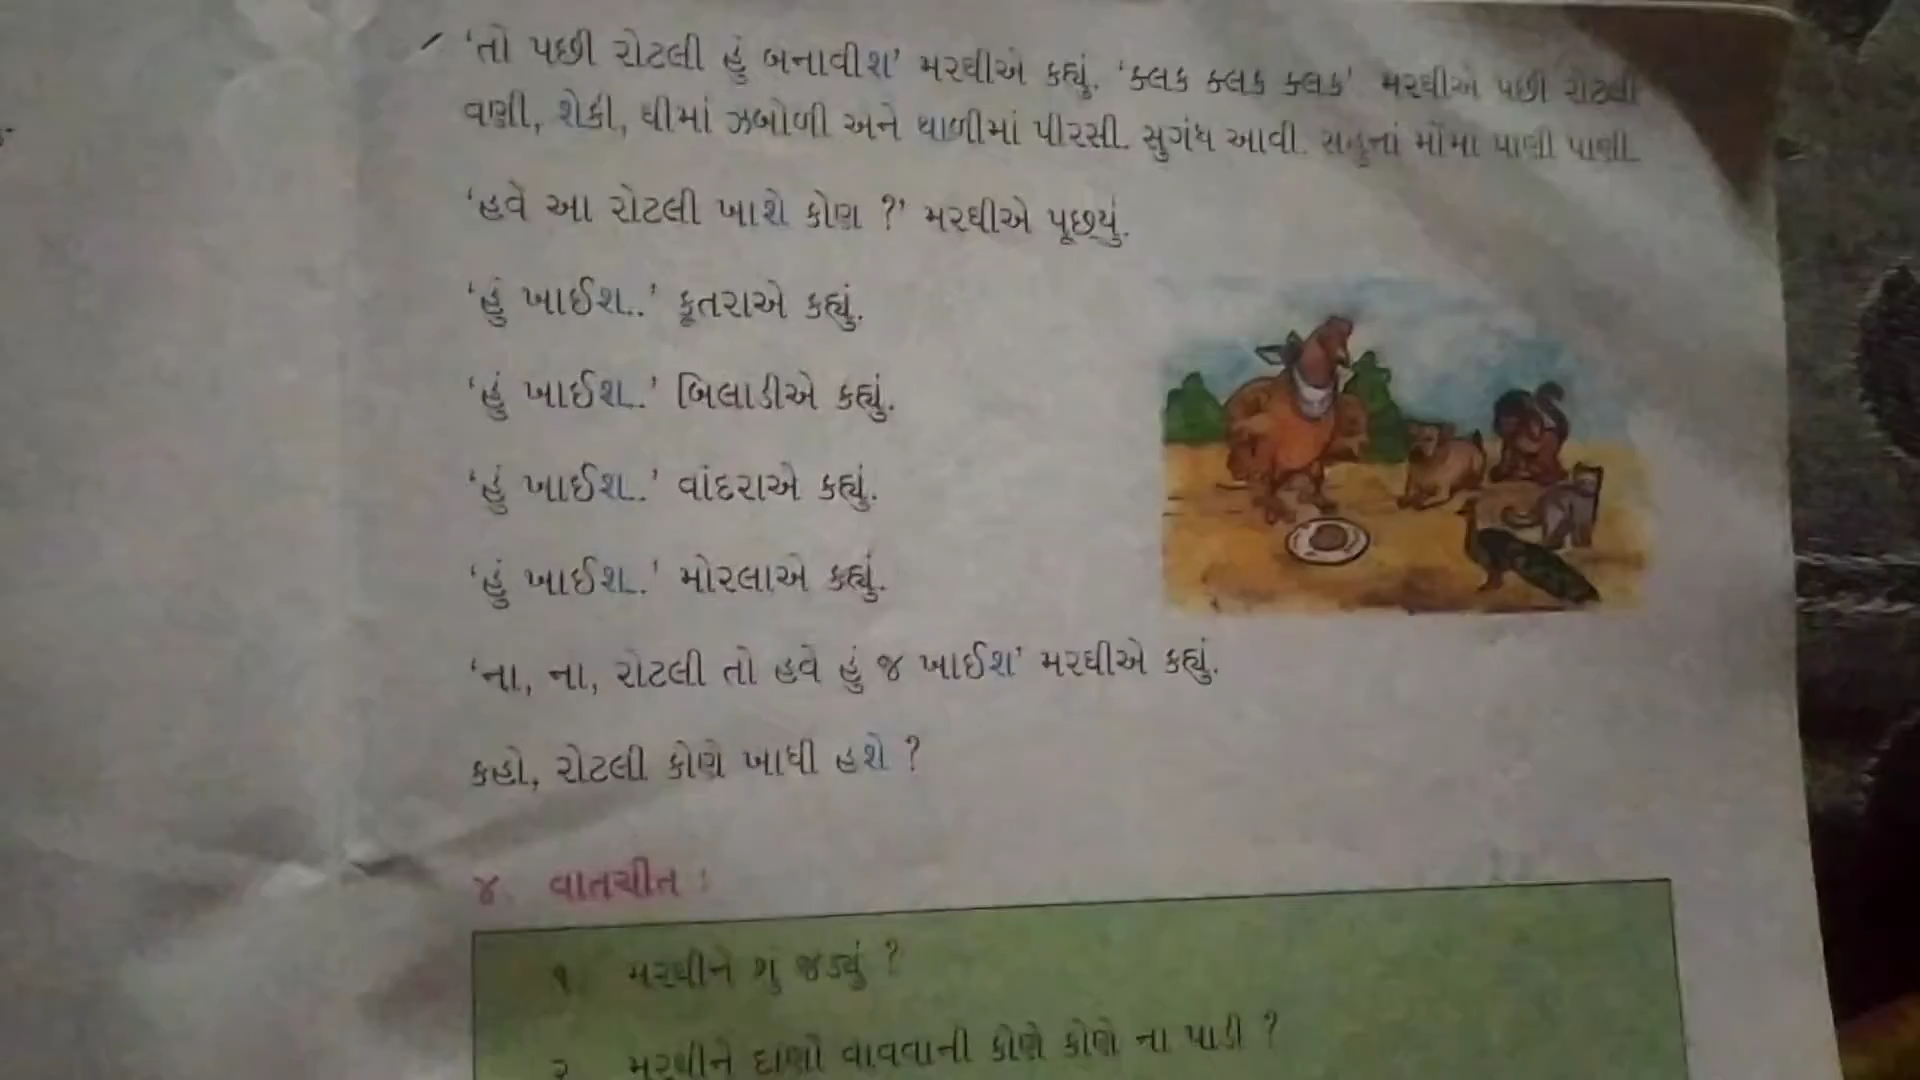 ‘તો પછી રોટલી હું બનાવીશ’ મરઘીએ કહ્યું. ‘ક્લક ક્લક ક્લક’ મરઘીએ પછી રોટલી
વણી, શેકી, ઘીમાં ઝબોળી અને થાળીમાં પીરસી. સુગંધ આવી. સહુનાં મોંમાં પાણી પાણી.
‘હવે આ રોટલી ખાશે કોણ ?’ મરઘીએ પૂછ્યું.
‘હું ખાઈશ..’ કૂતરાએ કહ્યું.
‘હું ખાઈશ..’ બિલાડીએ કહ્યું.
‘હું ખાઈશ..’ વાંદરાએ કહ્યું.
‘હું ખાઈશ..’ મોરલાએ કહ્યું.
‘ના, ના, રોટલી તો હવે હું જ ખાઈશ’ મરઘીએ કહ્યું.
કહો, રોટલી કોણે ખાધી હશે ?
૪. વાતચીત :
૧. મરઘીને શું જડ્યું ?
૨. મરઘીને દાણો વાવવાની કોણે કોણે ના પાડી ?